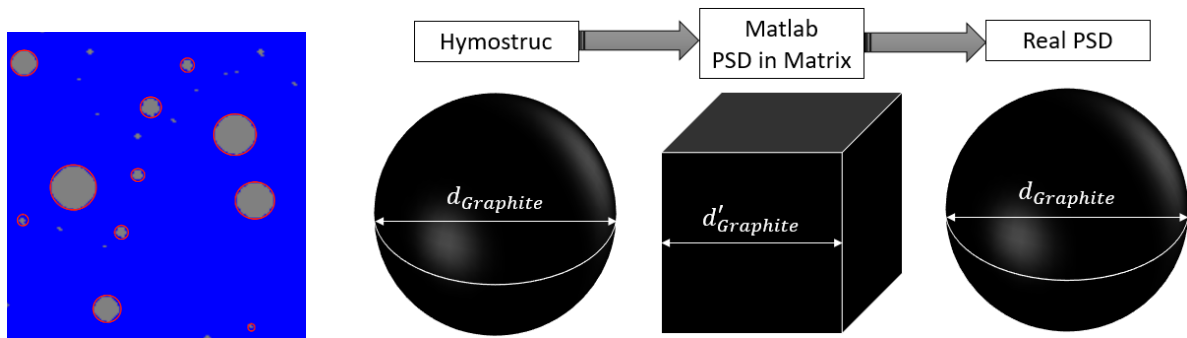 Hymostruc
Matlab
PSD in Matrix
Real PSD
d_Graphite
d'_Graphite
d_Graphite